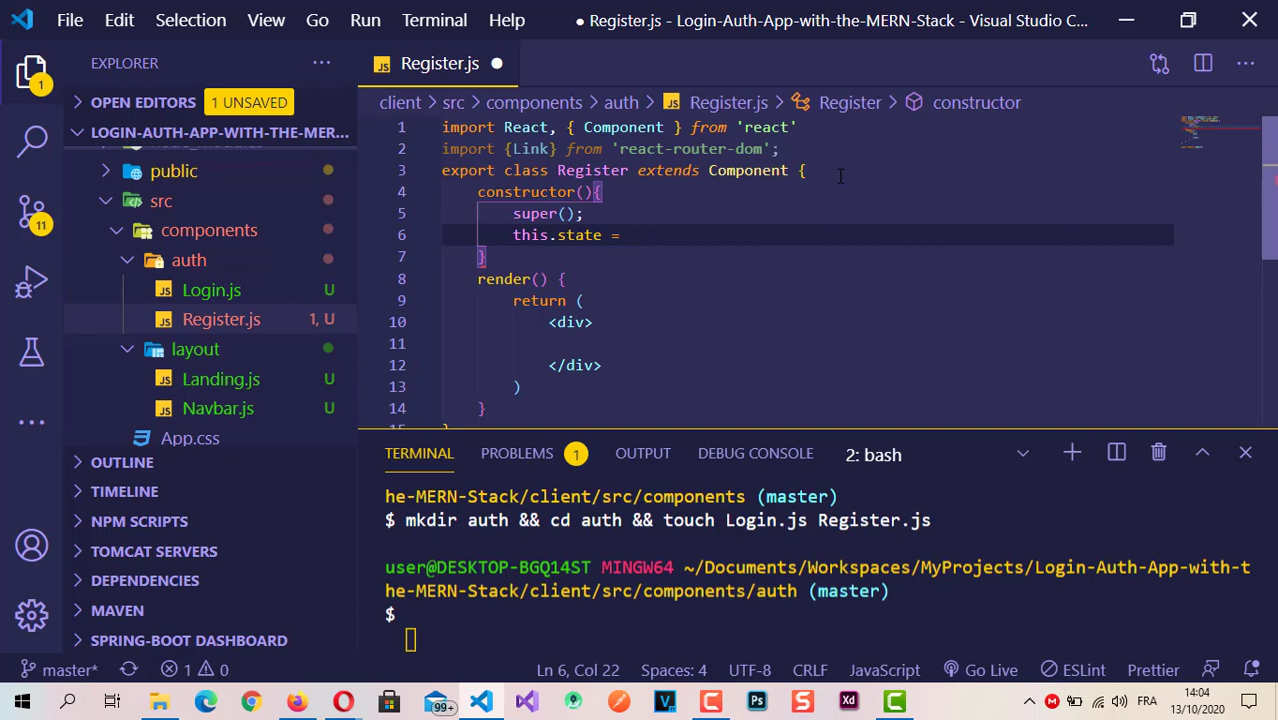 File Edit Selection View Go Run Terminal Help ● Register.js - Login-Auth-App-with-the-MERN-Stack - Visual Studio C...
EXPLORER
OPEN EDITORS 1 UNSAVED
LOGIN-AUTH-APP-WITH-THE-MER...
public
src
components
auth
Login.js U
Register.js 1, U
layout
Landing.js U
Navbar.js U
App.css
OUTLINE
TIMELINE
NPM SCRIPTS
TOMCAT SERVERS
DEPENDENCIES
MAVEN
SPRING-BOOT DASHBOARD
1
11
Register.js
client > src > components > auth > Register.js > Register > constructor
1 import React, { Component } from 'react'
2 import {Link} from 'react-router-dom';
3 export class Register extends Component {
4 constructor(){
5 super();
6 this.state =
7 }
8 render() {
9 return (
10 <div>
11
12 </div>
13 )
14 }
TERMINAL PROBLEMS 1 OUTPUT DEBUG CONSOLE 2: bash
he-MERN-Stack/client/src/components (master)
$ mkdir auth && cd auth && touch Login.js Register.js
user@DESKTOP-BGQ14ST MINGW64 ~/Documents/Workspaces/MyProjects/Login-Auth-App-with-t
he-MERN-Stack/client/src/components/auth (master)
$
master* 1 0 Ln 6, Col 22 Spaces: 4 UTF-8 CRLF JavaScript Go Live ESLint Prettier
99+ Ps S Xd C FRA 14:04
13/10/2020